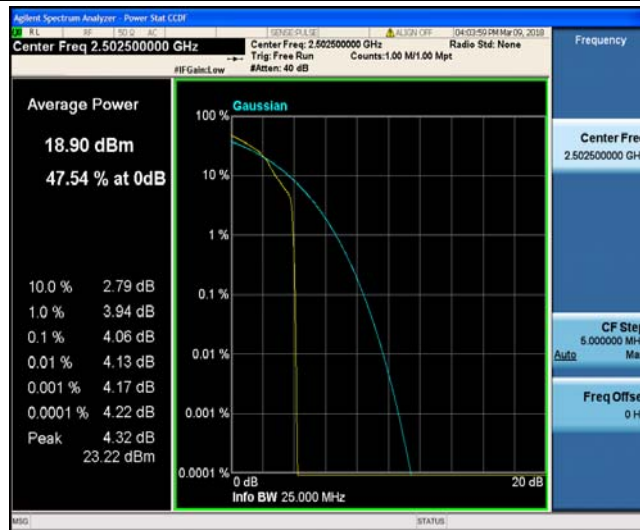 Agilent Spectrum Analyzer - Power Stat CCDF
RL RF 50 Ω AC SENSE:PULSE ALIGN OFF 04:03:59 PM Mar 09, 2018
Center Freq 2.502500000 GHz
Center Freq: 2.502500000 GHz Radio Std: None
Trig: Free Run Counts:1.00 M/1.00 Mpt
#IFGain:Low #Atten: 40 dB
Frequency
Average Power
18.90 dBm
47.54 % at 0dB
10.0 % 2.79 dB
1.0 % 3.94 dB
0.1 % 4.06 dB
0.01 % 4.13 dB
0.001 % 4.17 dB
0.0001 % 4.22 dB
Peak 4.32 dB
23.22 dBm
Gaussian
100 %
10 %
1 %
0.1 %
0.01 %
0.001 %
0.0001 %
0 dB 20 dB
Info BW 25.000 MHz
Center Fre
2.502500000 GH
CF Ste
5.000000 MH
Auto Ma
Freq Offse
0 H
MSG STATUS